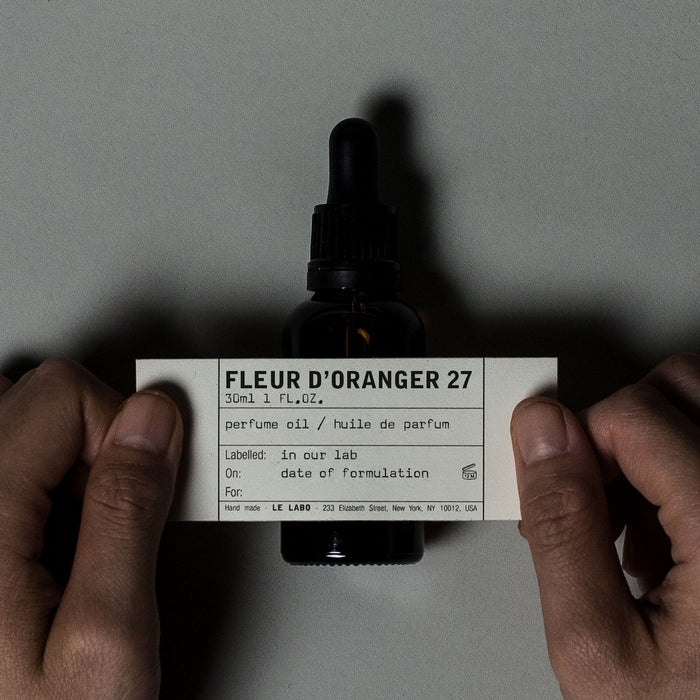 FLEUR D'ORANGER 27
30ml 1 FL.OZ.
perfume oil / huile de parfum
Labelled: in our lab
On: date of formulation
For:
Hand made - LE LABO - 233 Elizabeth Street, New York, NY 10012, USA